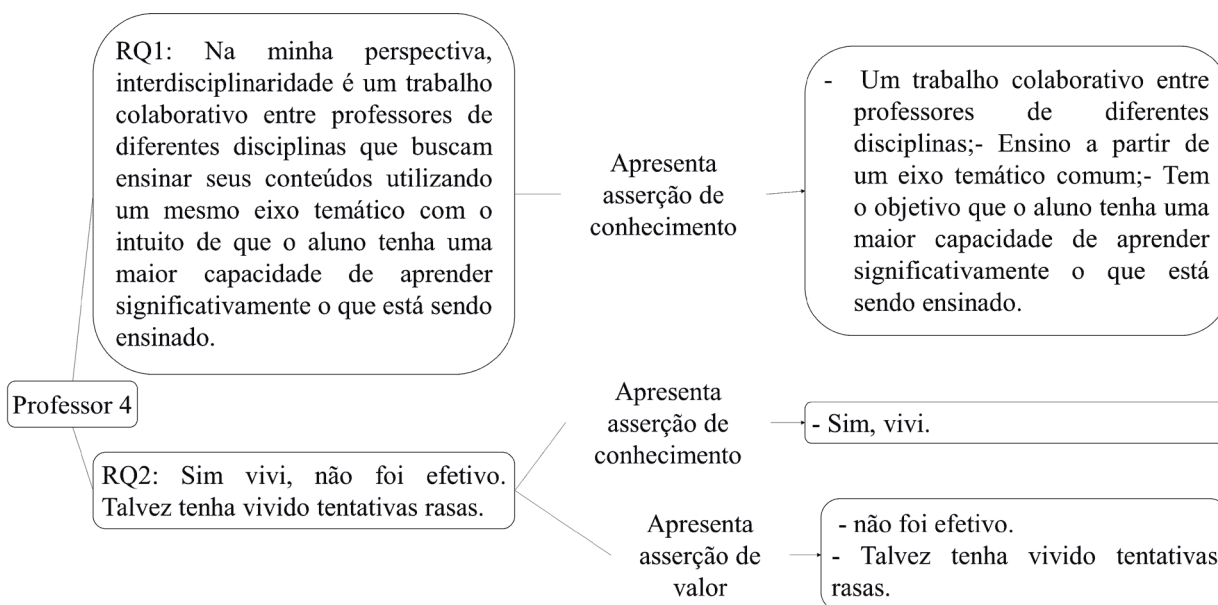 RQ1: Na minha perspectiva,
interdisciplinaridade é um trabalho
colaborativo entre professores de
diferentes disciplinas que buscam
ensinar seus conteúdos utilizando
um mesmo eixo temático com o
intuito de que o aluno tenha uma
maior capacidade de aprender
significativamente o que está sendo
ensinado.
Apresenta
asserção de
conhecimento
- Um trabalho colaborativo entre
professores de diferentes
disciplinas;- Ensino a partir de
um eixo temático comum;- Tem
o objetivo que o aluno tenha uma
maior capacidade de aprender
significativamente o que está
sendo ensinado.
Professor 4
RQ2: Sim vivi, não foi efetivo.
Talvez tenha vivido tentativas rasas.
Apresenta
asserção de
conhecimento
- Sim, vivi.
Apresenta
asserção de
valor
- não foi efetivo.
- Talvez tenha vivido tentativas
rasas.